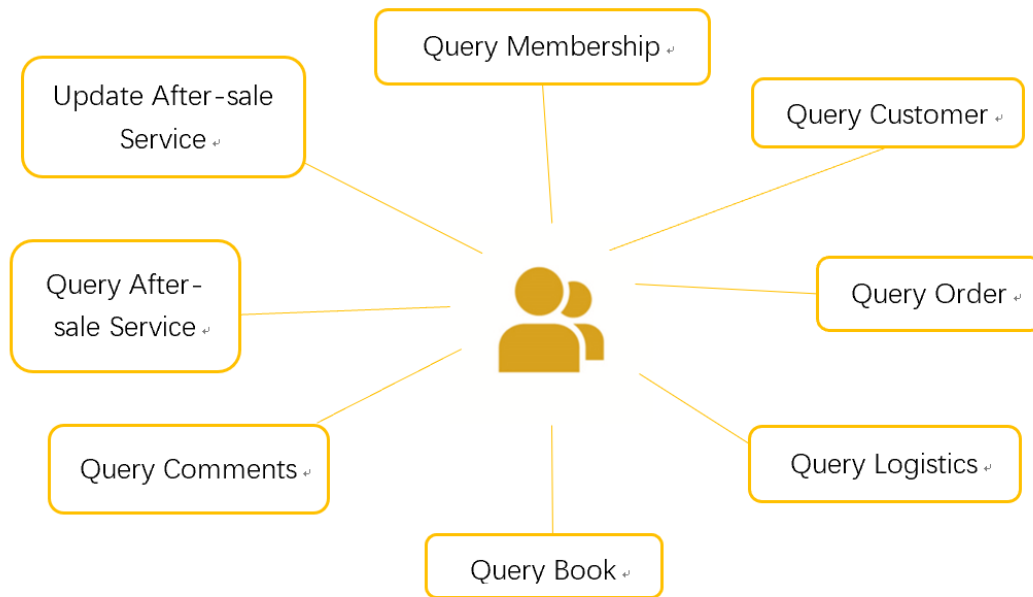 Query Membership
Update After-sale
Service
Query Customer
Query After-
sale Service
Query Order
Query Comments
Query Logistics
Query Book